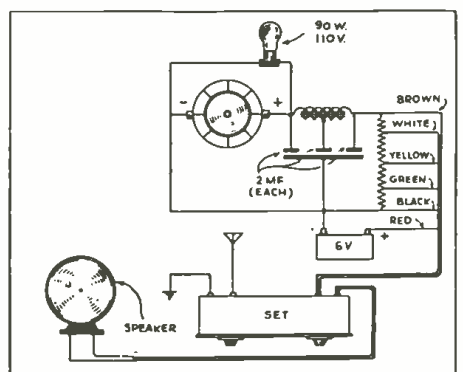 90 W.
110 V.
- +
BROWN
WHITE
YELLOW
GREEN
BLACK
RED
2 MF
(EACH)
6V
+
SPEAKER
SET